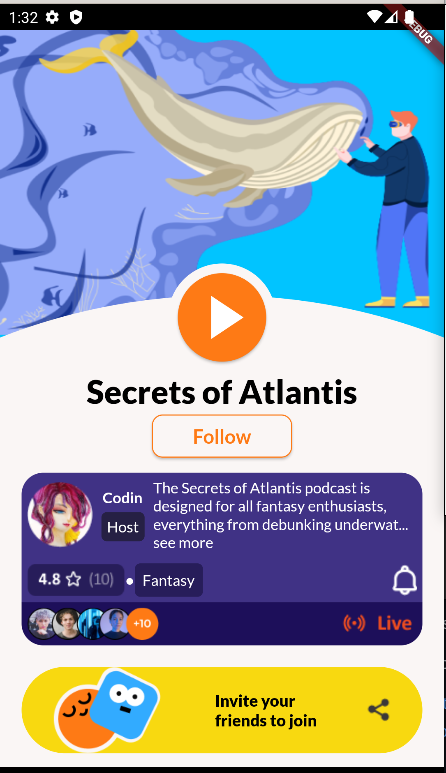 1:32
DEBUG
Secrets of Atlantis
Follow
Codin
Host
The Secrets of Atlantis podcast is
designed for all fantasy enthusiasts,
everything from debunking underwat...
see more
4.8 (10)
Fantasy
+10
Live
Invite your
friends to join